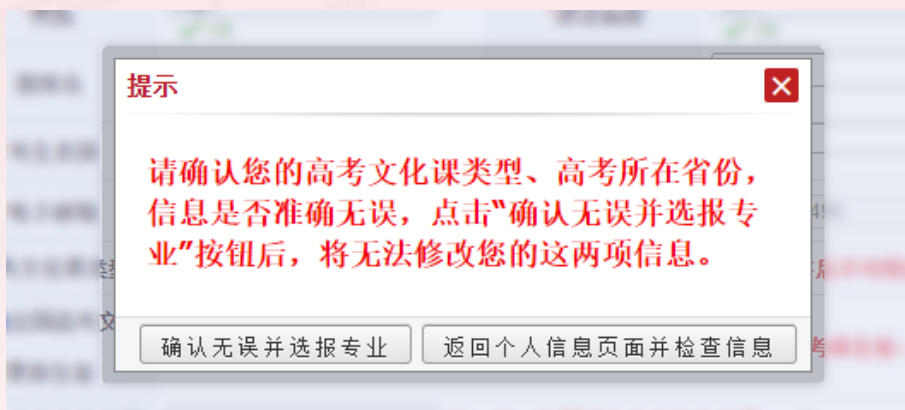 提示
请确认您的高考文化课类型、高考所在省份，
信息是否准确无误，点击“确认无误并选报专
业”按钮后，将无法修改您的这两项信息。
确认无误并选报专业
返回个人信息页面并检查信息